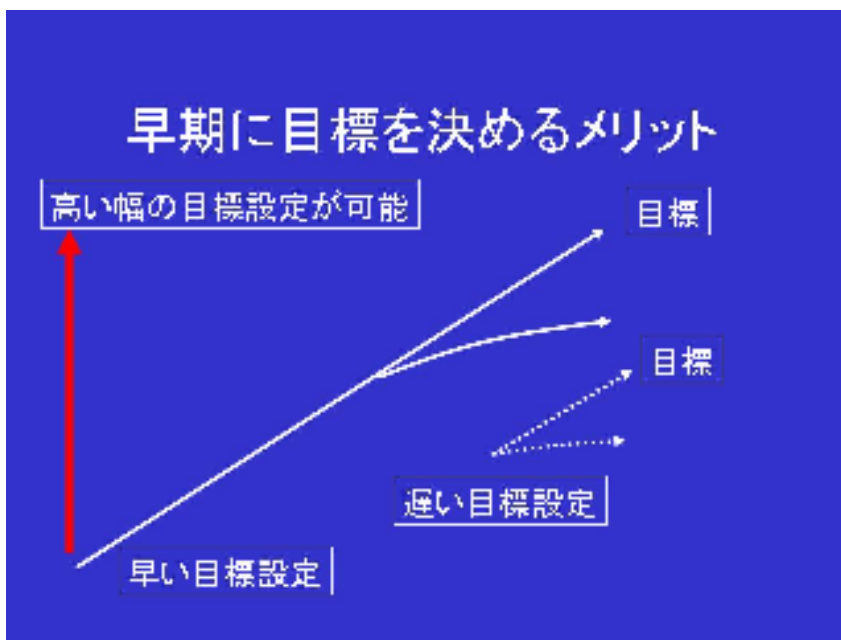 早期に目標を決めるメリット
高い幅の目標設定が可能
目標
目標
遅い目標設定
早い目標設定